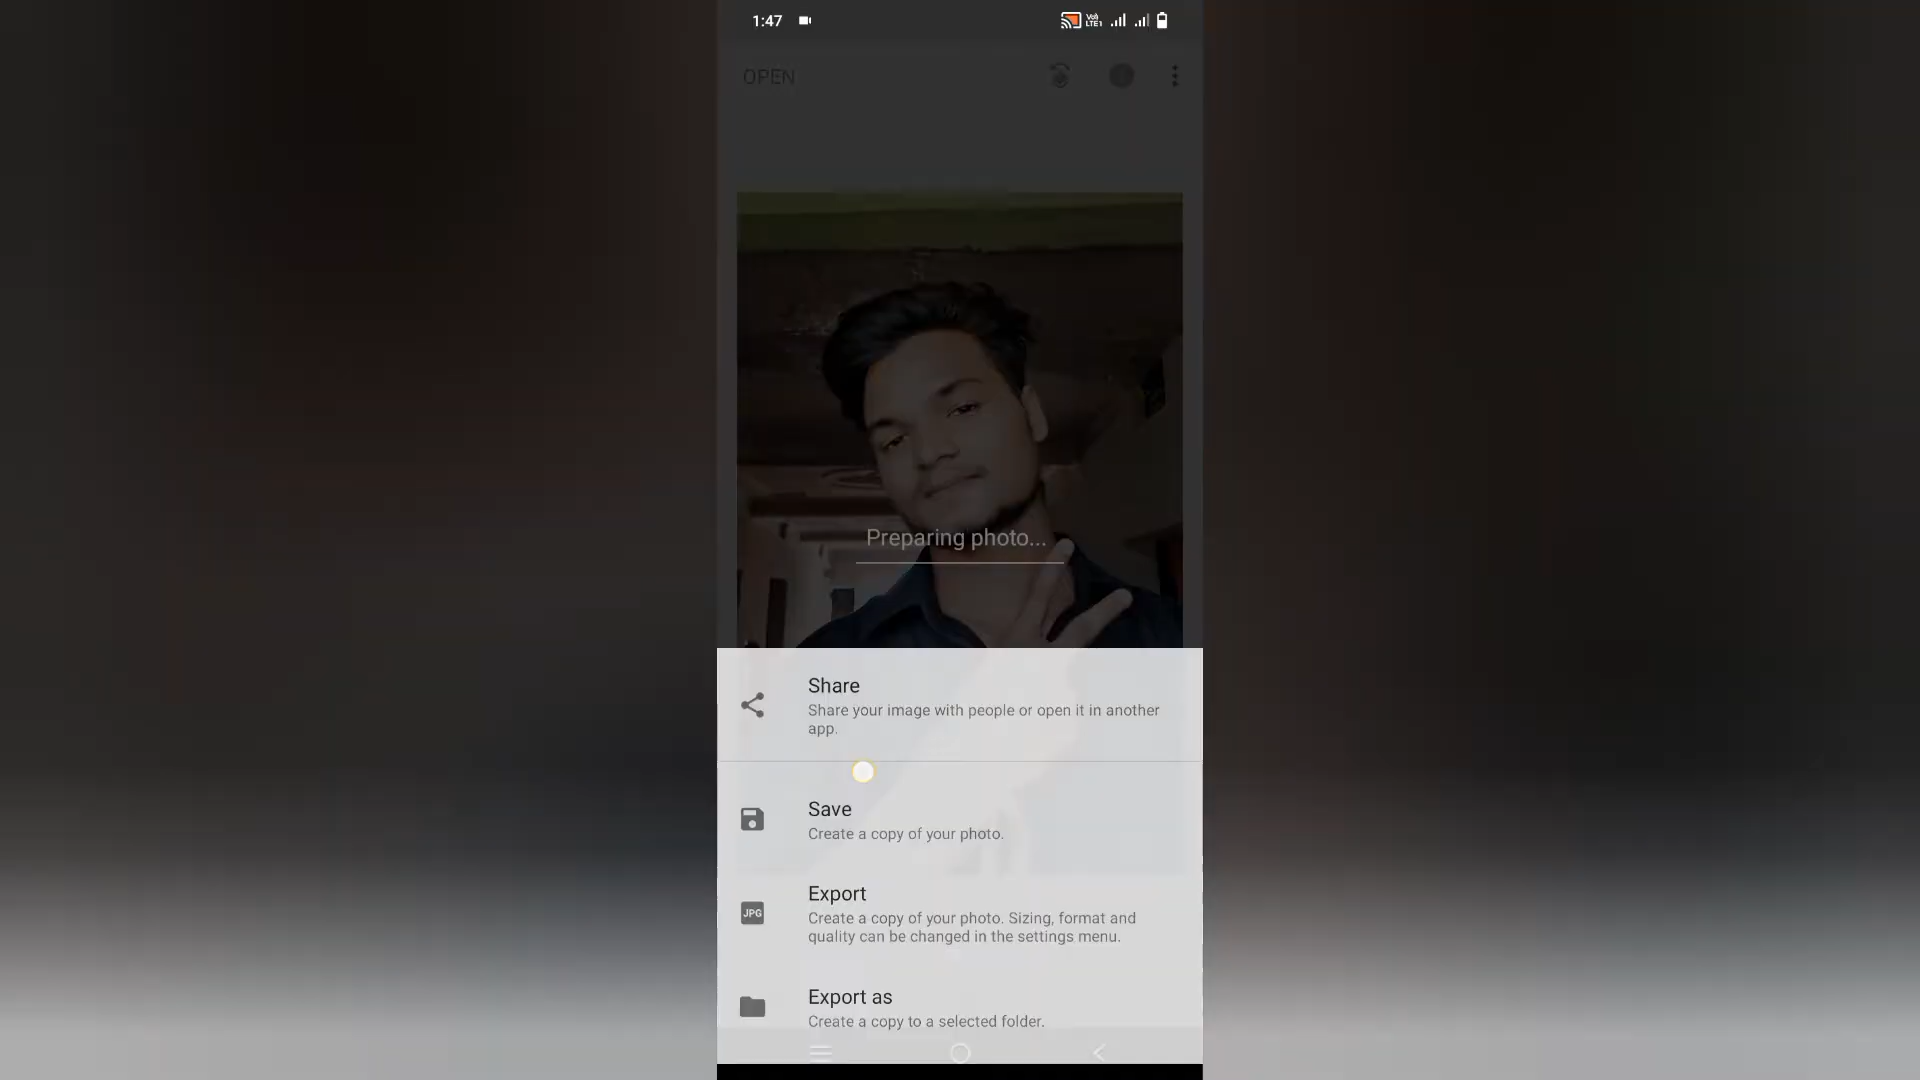 1:47
Vo)
LTE1
OPEN
Preparing photo...
Share
Share your image with people or open it in another
app.
Save
Create a copy of your photo.
JPG
Export
Create a copy of your photo. Sizing, format and
quality can be changed in the settings menu.
Export as
Create a copy to a selected folder.